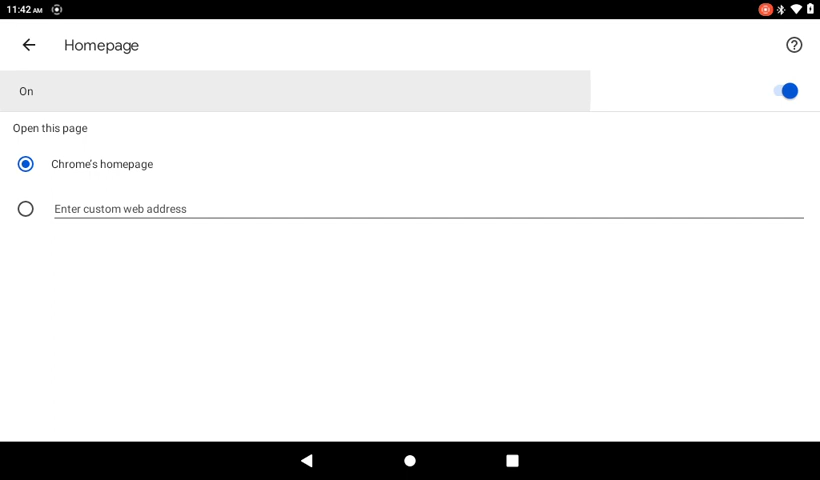 11:42 AM
Homepage
On
Open this page
Chrome's homepage
Enter custom web address